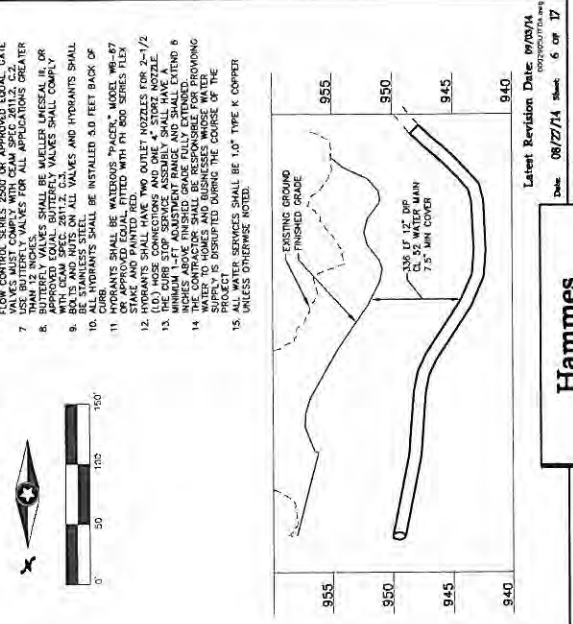 FLOW CONTROL SERIES 2500 OR APPROVED EQUAL. GATE
VALVES MUST COMPLY WITH CEAM SPEC 2611.2, C.2.
7 USE BUTTERFLY VALVES FOR ALL APPLICATIONS GREATER
THAN 12 INCHES.
8. BUTTERFLY VALVES SHALL BE MUELLER LINESEAL III, OR
APPROVED EQUAL. BUTTERFLY VALVES SHALL COMPLY
WITH CEAM SPEC. 2611.2, C.3.
9. BOLTS AND NUTS ON ALL VALVES AND HYDRANTS SHALL
BE STAINLESS STEEL.
10. ALL HYDRANTS SHALL BE INSTALLED 5.0 FEET BACK OF
CURB
11 HYDRANTS SHALL BE WATEROUS "PACER," MODEL WB-67
OR APPROVED EQUAL, FITTED WITH FH 800 SERIES FLEX
STAKE AND PAINTED RED.
12. HYDRANTS SHALL HAVE TWO OUTLET NOZZLES FOR 2-1/2
(I.D.) HOSE CONNECTIONS AND ONE 4" STORZ NOZZLE.
13. THE CURB STOP SERVICE ASSEMBLY SHALL HAVE A
MINIMUM 1-FT ADJUSTMENT RANGE AND SHALL EXTEND 6
INCHES ABOVE FINISHED GRADE FULLY EXTENDED.
14 THE CONTRACTOR SHALL BE RESPONSIBLE FOR PROVIDING
WATER TO HOMES AND BUSINESSES WHOSE WATER
SUPPLY IS DISRUPTED DURING THE COURSE OF THE
PROJECT
15. ALL WATER SERVICES SHALL BE 1.0" TYPE K COPPER
UNLESS OTHERWISE NOTED.
0' 50 100 150'
EXISTING GROUND
FINISHED GRADE
336 LF 12" DIP
CL 52 WATER MAIN
7.5' MIN COVER
955 955
950 950
945 945
940 940
Latest Revision Date: 09/03/14
Date: 08/27/14 Sheet: 6 OF 17
Hammes